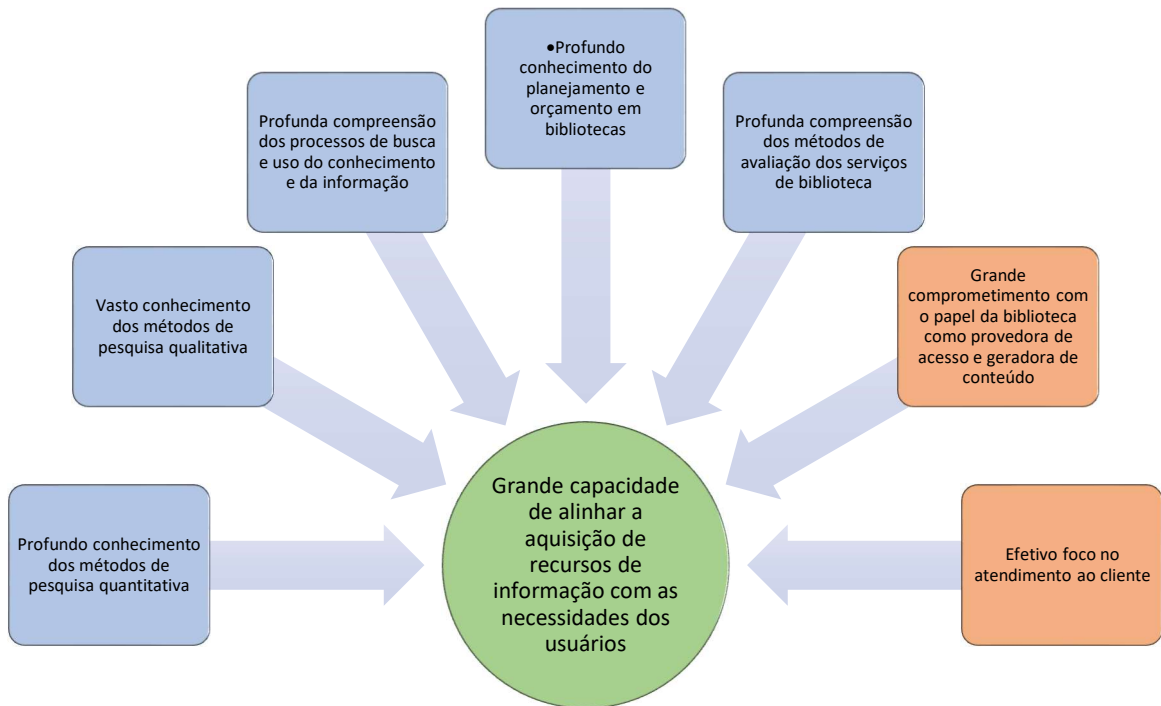 •Profundo
conhecimento do
planejamento e
orçamento em
bibliotecas
Profunda compreensão
dos processos de busca
e uso do conhecimento
e da informação
Profunda compreensão
dos métodos de
avaliação dos serviços
de biblioteca
Vasto conhecimento
dos métodos de
pesquisa qualitativa
Grande
comprometimento com
o papel da biblioteca
como provedora de
acesso e geradora de
conteúdo
Profundo conhecimento
dos métodos de
pesquisa quantitativa
Grande capacidade
de alinhar a
aquisição de
recursos de
informação com as
necessidades dos
usuários
Efetivo foco no
atendimento ao cliente